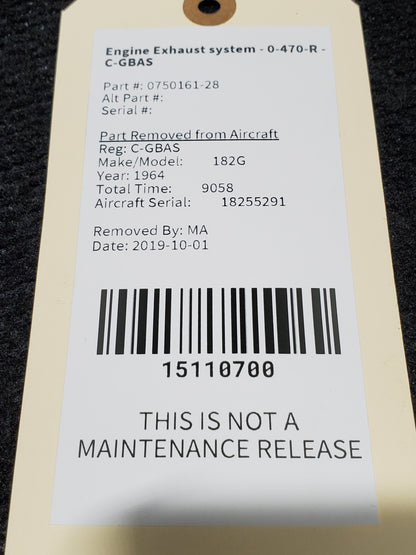 Engine Exhaust system - 0-470-R -
C-GBAS
Part #: 0750161-28
Alt Part #:
Serial #:
Part Removed from Aircraft
Reg: C-GBAS
Make/Model: 182G
Year: 1964
Total Time: 9058
Aircraft Serial: 18255291
Removed By: MA
Date: 2019-10-01
15110700
THIS IS NOT A
MAINTENANCE RELEASE